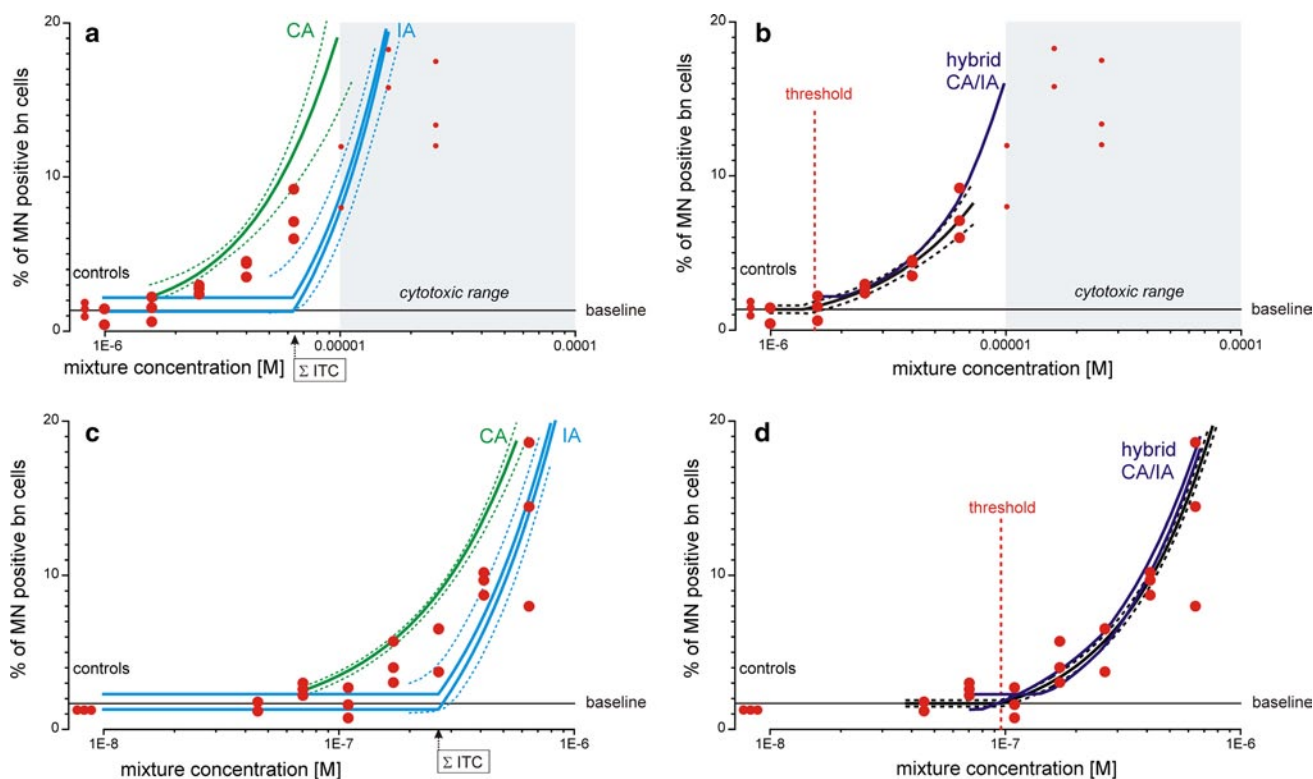 a
CA
IA
% of MN positive bn cells
20
10
0
controls
cytotoxic range
baseline
1E-6
0.00001
0.0001
mixture concentration [M]
Σ ITC
b
hybrid
CA/IA
threshold
% of MN positive bn cells
20
10
0
controls
cytotoxic range
baseline
1E-6
0.00001
0.0001
mixture concentration [M]
c
CA
IA
% of MN positive bn cells
20
10
0
controls
baseline
1E-8
1E-7
1E-6
mixture concentration [M]
Σ ITC
d
hybrid
CA/IA
threshold
% of MN positive bn cells
20
10
0
controls
baseline
1E-8
1E-7
1E-6
mixture concentration [M]